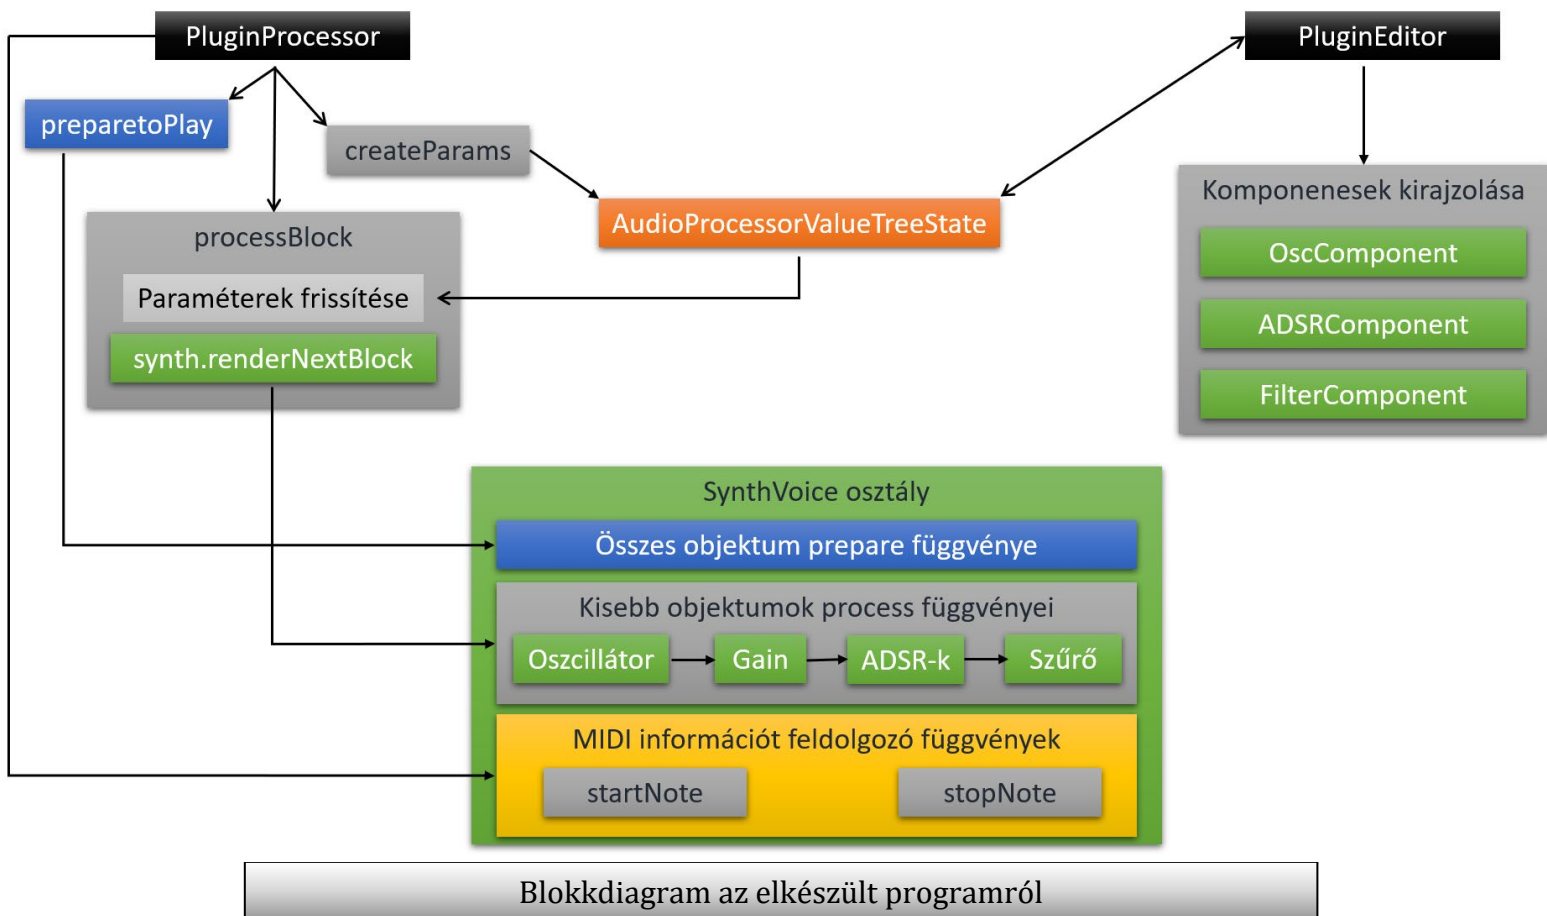 PluginProcessor
PluginEditor
preparetoPlay
createParams
AudioProcessorValueTreeState
processBlock
Paraméterek frissítése
synth.renderNextBlock
Komponenesek kirajzolása
OscComponent
ADSRComponent
FilterComponent
SynthVoice osztály
Összes objektum prepare függvénye
Kisebb objektumok process függvényei
Oszcillátor
Gain
ADSR-k
Szűrő
MIDI információt feldolgozó függvények
startNote
stopNote
Blokkdiagram az elkészült programról